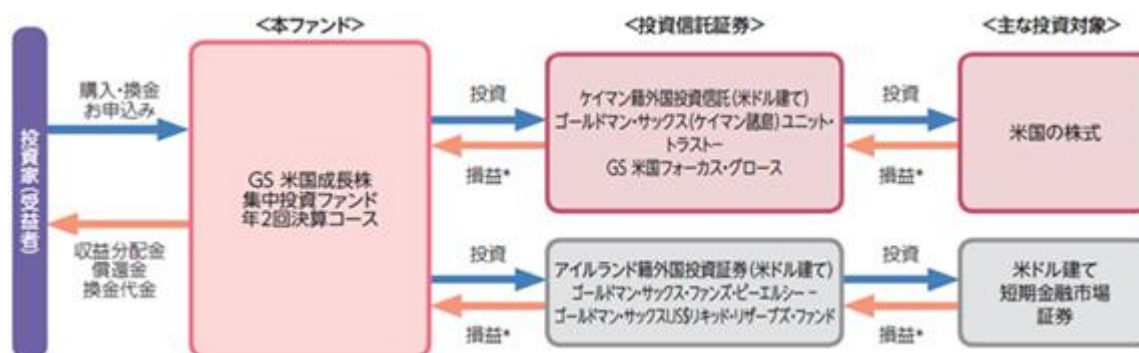 <本ファンド>
<投資信託証券>
<主な投資対象>
投資家(受益者)
購入・換金
お申込み
収益分配金
償還金
換金代金
GS 米国成長株
集中投資ファンド
年2回決算コース
投資
損益*
ケイマン籍外国投資信託(米ドル建て)
ゴールドマン・サックス(ケイマン諸島)ユニット・
トラストー
GS 米国フォーカス・グロース
投資
損益*
米国の株式
投資
損益*
アイルランド籍外国投資証券(米ドル建て)
ゴールドマン・サックス・ファンズ・ピーエルシー −
ゴールドマン・サックスUS$リキッド・リザーブズ・ファンド
投資
損益*
米ドル建て
短期金融市場
証券